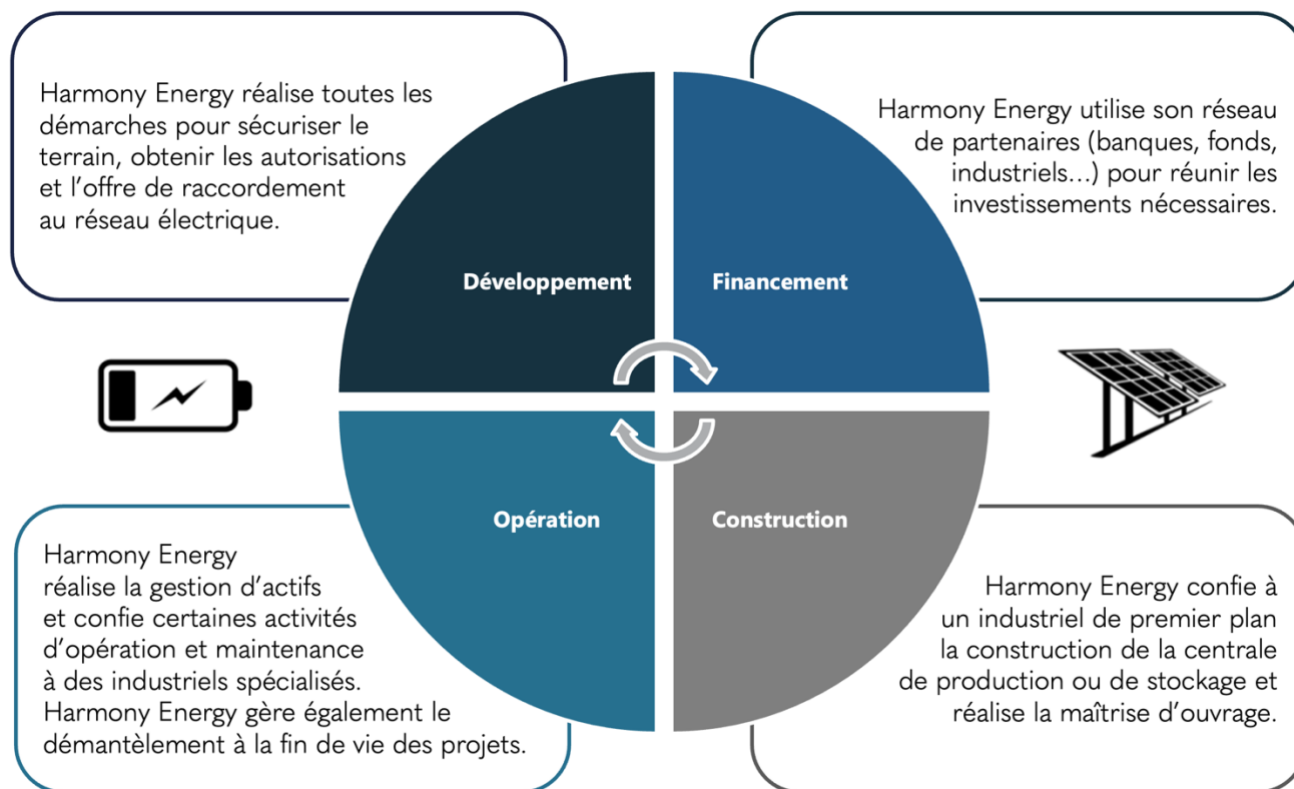 Harmony Energy réalise toutes les
démarches pour sécuriser le
terrain, obtenir les autorisations
et l'offre de raccordement
au réseau électrique.
Harmony Energy utilise son réseau
de partenaires (banques, fonds,
industriels...) pour réunir les
investissements nécessaires.
Développement
Financement
Opération
Construction
Harmony Energy
réalise la gestion d'actifs
et confie certaines activités
d'opération et maintenance
à des industriels spécialisés.
Harmony Energy gère également le
démantèlement à la fin de vie des projets.
Harmony Energy confie à
un industriel de premier plan
la construction de la centrale
de production ou de stockage et
réalise la maîtrise d'ouvrage.